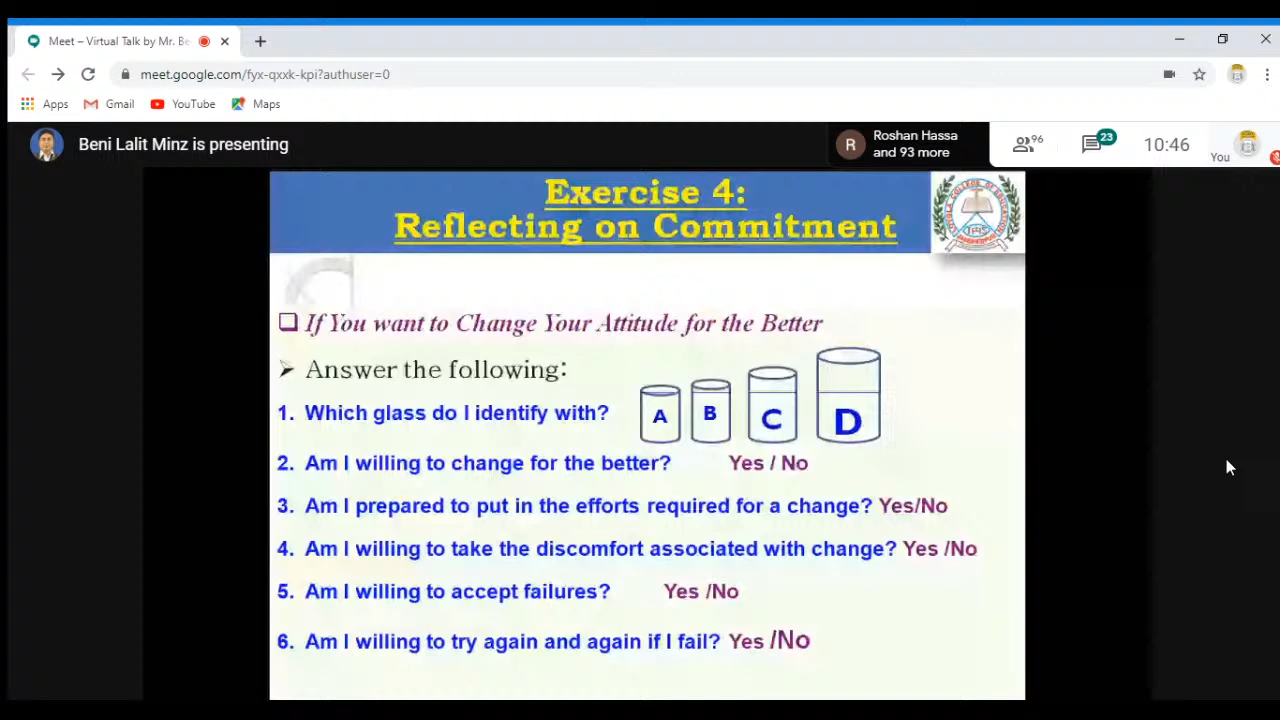 Meet – Virtual Talk by Mr. Be
meet.google.com/fyx-qxxk-kpi?authuser=0
Apps Gmail YouTube Maps
Beni Lalit Minz is presenting
R
Roshan Hassa
and 93 more
96
23
10:46
You
Exercise 4:
Reflecting on Commitment
IHS
If You want to Change Your Attitude for the Better
Answer the following:
1. Which glass do I identify with?
A B C D
2. Am I willing to change for the better? Yes / No
3. Am I prepared to put in the efforts required for a change? Yes/No
4. Am I willing to take the discomfort associated with change? Yes /No
5. Am I willing to accept failures? Yes /No
6. Am I willing to try again and again if I fail? Yes /No